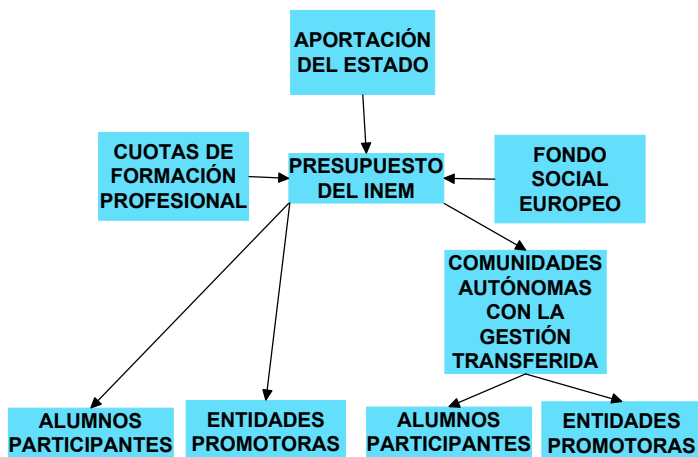 APORTACIÓN
DEL ESTADO
CUOTAS DE
FORMACIÓN
PROFESIONAL
PRESUPUESTO
DEL INEM
FONDO
SOCIAL
EUROPEO
COMUNIDADES
AUTÓNOMAS
CON LA
GESTIÓN
TRANSFERIDA
ALUMNOS
PARTICIPANTES
ENTIDADES
PROMOTORAS
ALUMNOS
PARTICIPANTES
ENTIDADES
PROMOTORAS